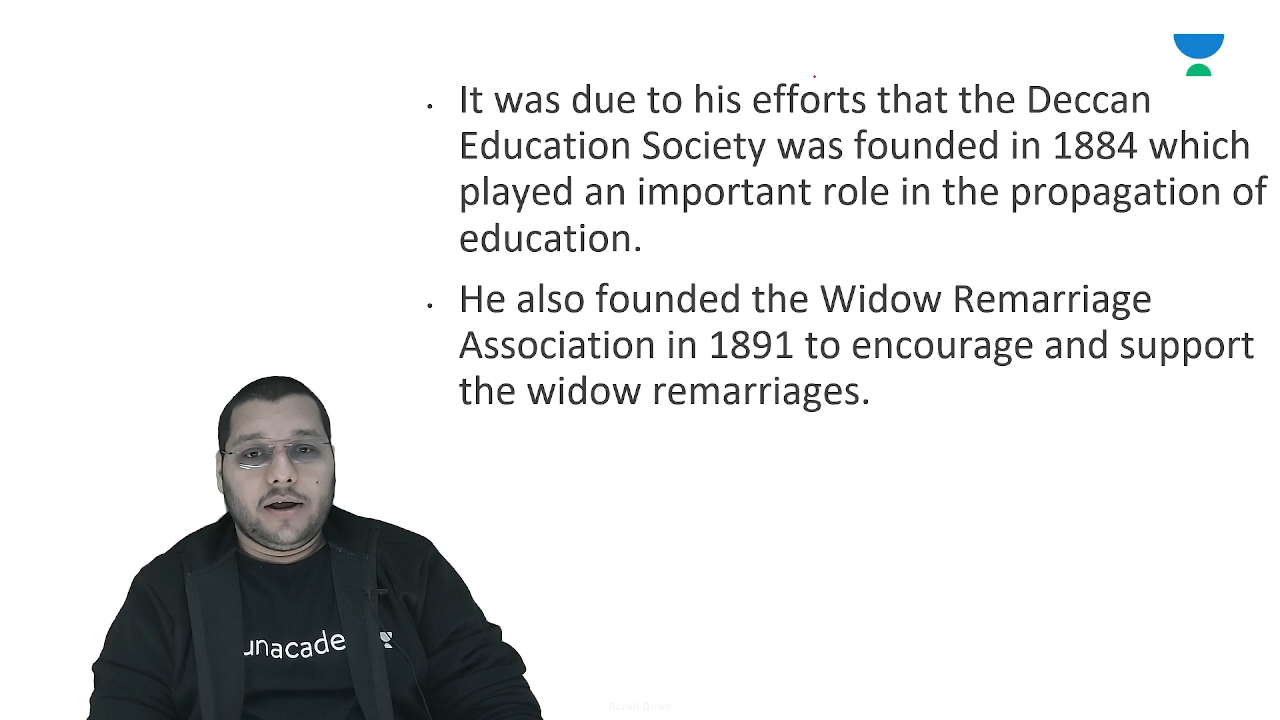 • It was due to his efforts that the Deccan
Education Society was founded in 1884 which
played an important role in the propagation of
education.
• He also founded the Widow Remarriage
Association in 1891 to encourage and support
the widow remarriages.
unacade
Scroll Down